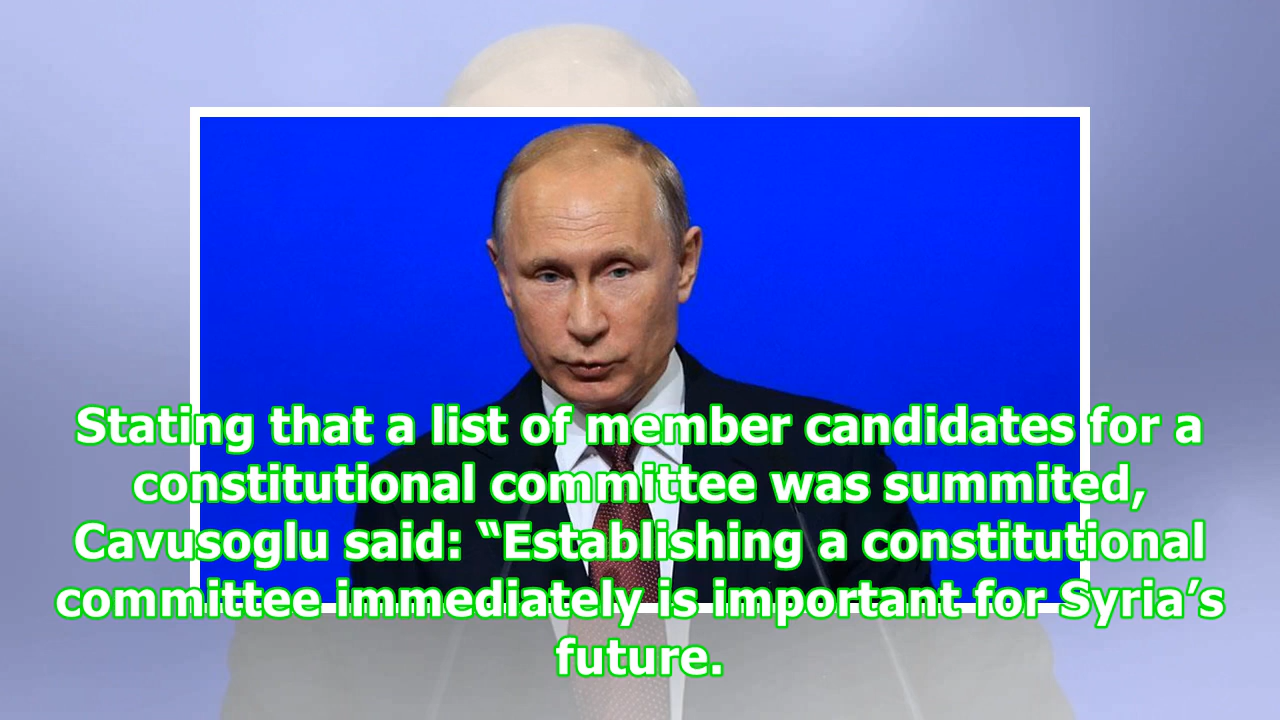 Stating that a list of member candidates for a
constitutional committee was summited,
Cavusoglu said: “Establishing a constitutional
committee immediately is important for Syria’s
future.